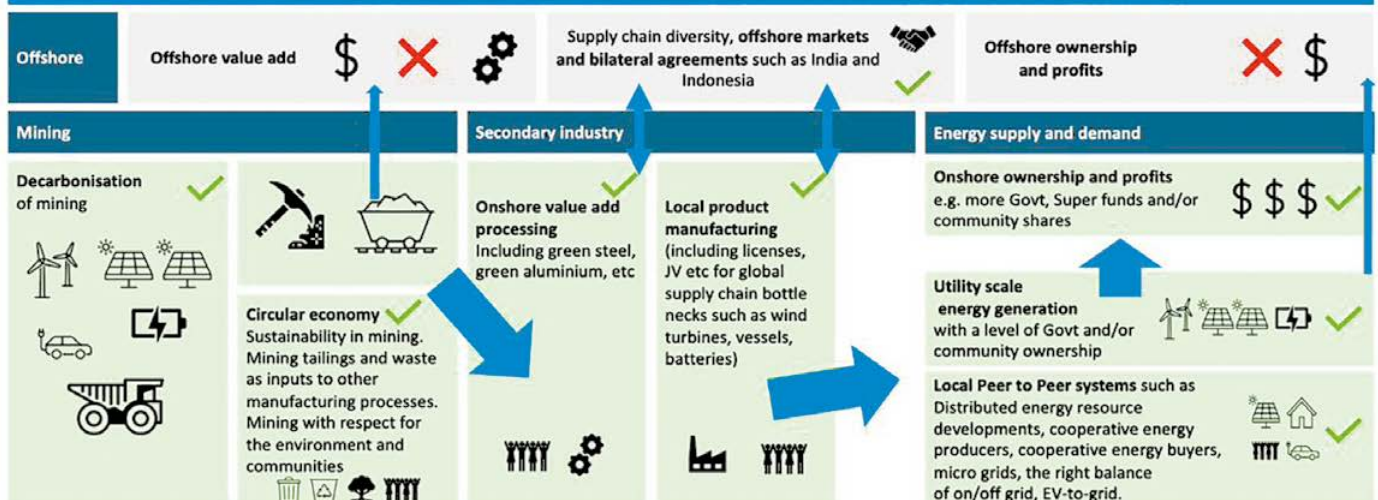 Offshore
Offshore value add
$
Supply chain diversity, offshore markets
and bilateral agreements such as India and
Indonesia
Offshore ownership
and profits
$
Mining
Secondary industry
Energy supply and demand
Decarbonisation
of mining
Circular economy
Sustainability in mining.
Mining tailings and waste
as inputs to other
manufacturing processes.
Mining with respect for
the environment and
communities
Onshore value add
processing
Including green steel,
green aluminium, etc
Local product
manufacturing
(including licenses,
JV etc for global
supply chain bottle
necks such as wind
turbines, vessels,
batteries)
Onshore ownership and profits
e.g. more Govt, Super funds and/or
community shares
$ $ $
Utility scale
energy generation
with a level of Govt and/or
community ownership
Local Peer to Peer systems such as
Distributed energy resource
developments, cooperative energy
producers, cooperative energy buyers,
micro grids, the right balance
of on/off grid, EV-to-grid.